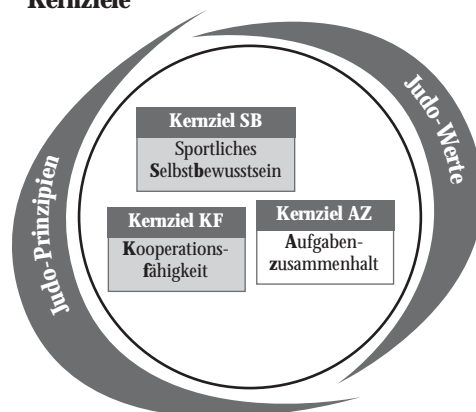 Kernziele
Judo-Werte
Judo-Prinzipien
Kernziel SB
Sportliches
Selbstbewusstsein
Kernziel KF
Kooperations-
fähigkeit
Kernziel AZ
Aufgaben-
zusammenhalt